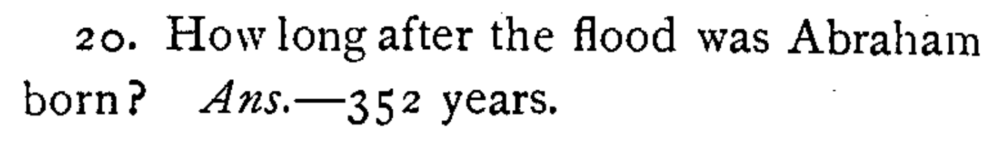 20. How long after the flood was Abraham
born? Ans.—352 years.